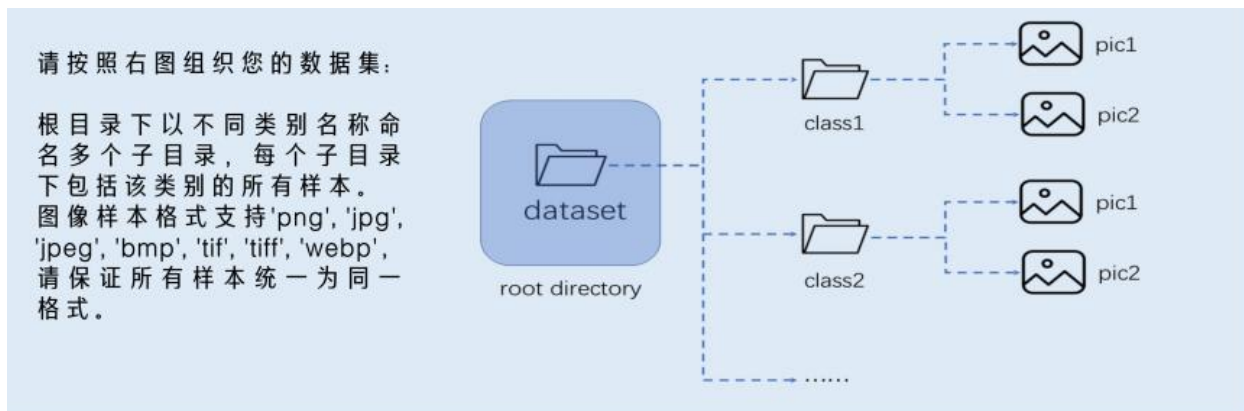 请按照右图组织您的数据集:
根目录下以不同类别名称命
名多个子目录，每个子目录
下包括该类别的所有样本。
图像样本格式支持'png', 'jpg',
'jpeg', 'bmp', 'tif', 'tiff', 'webp',
请保证所有样本统一为同一
格式。
dataset
root directory
class1
pic1
pic2
class2
pic1
pic2
……